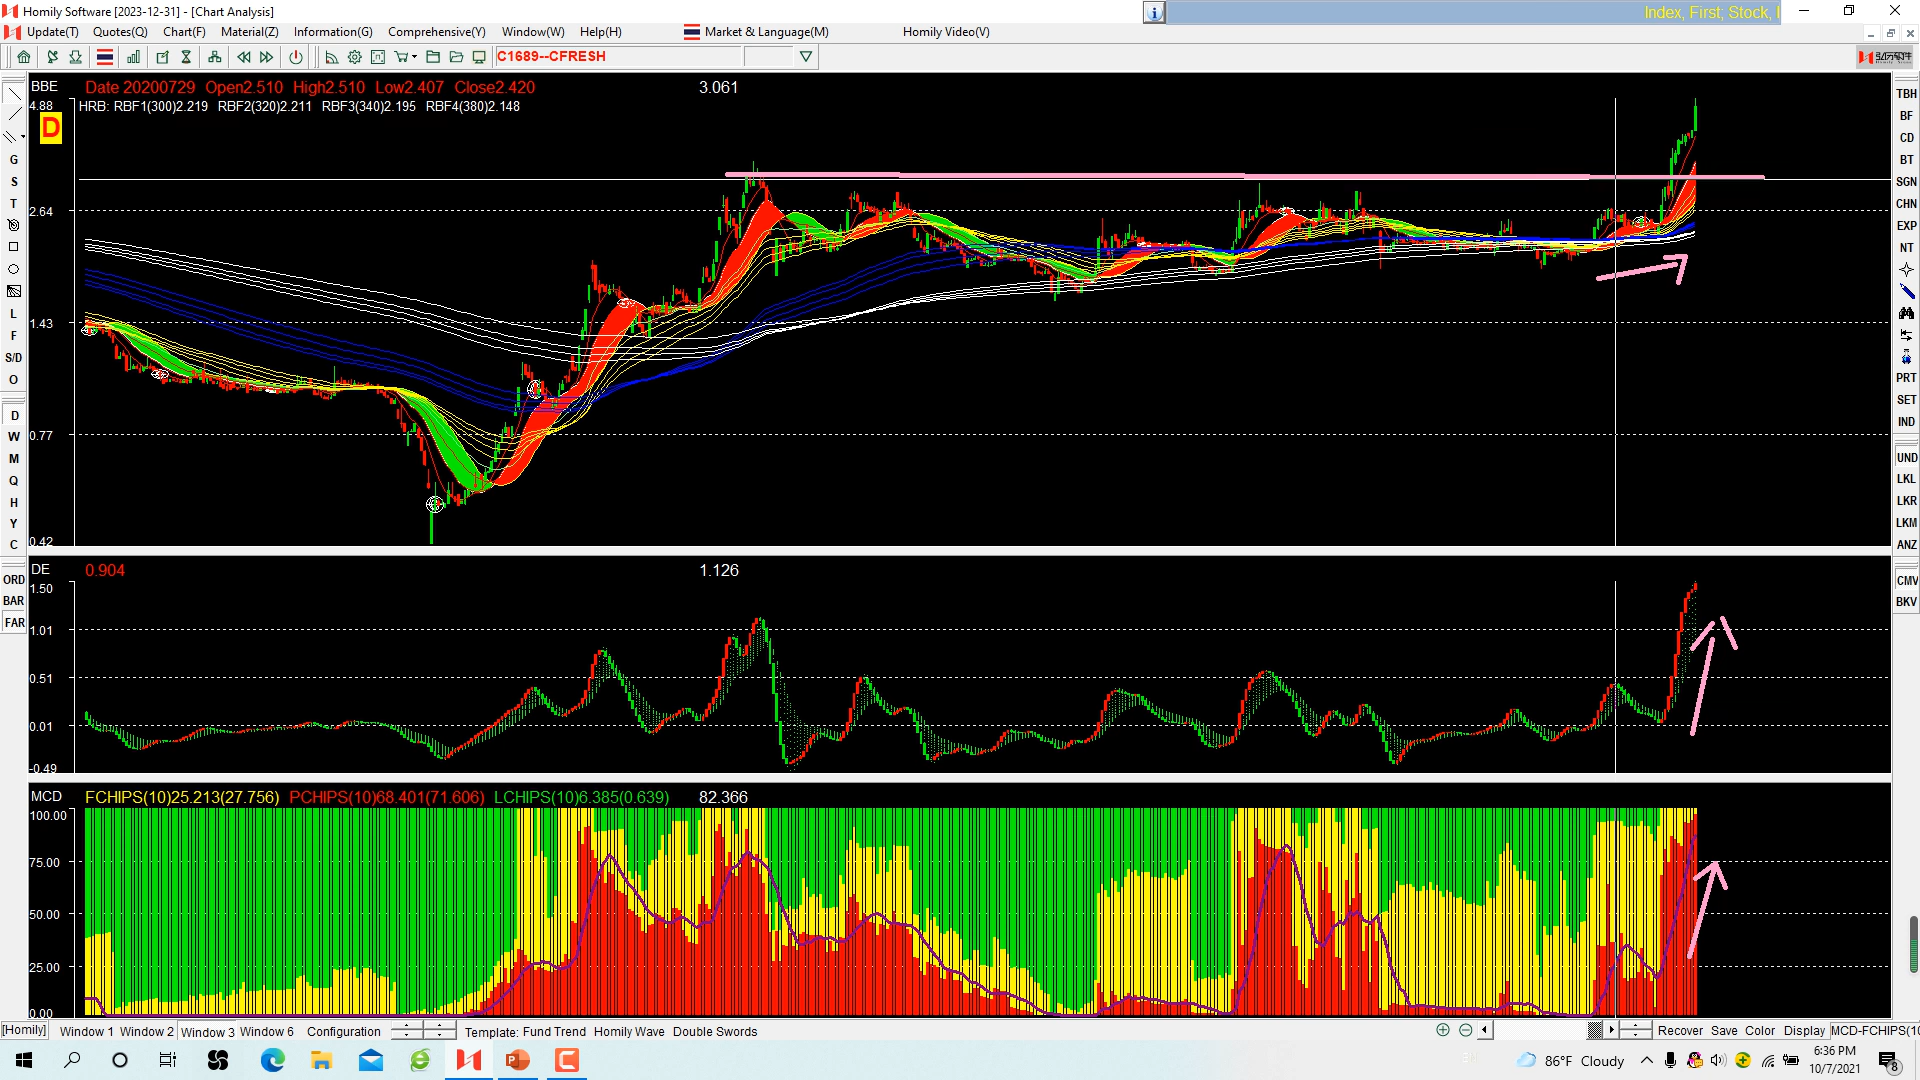 Homily Software [2023-12-31] - [Chart Analysis]
Index, First, Stock, I
Update(T) Quotes(Q) Chart(F) Material(Z) Information(G) Comprehensive(Y) Window(W) Help(H) Market & Language(M) Homily Video(V)
C1689--CFRESH
BBE Date 20200729 Open2.510 High2.510 Low2.407 Close2.420 3.061
4.88 HRB: RBF1(300)2.219 RBF2(320)2.211 RBF3(340)2.195 RBF4(380)2.148
D
2.64
1.43
0.77
0.42
DE 0.904 1.126
1.50
1.01
0.51
0.01
-0.49
MCD FCHIPS(10)25.213(27.756) PCHIPS(10)68.401(71.606) LCHIPS(10)6.385(0.639) 82.366
100.00
75.00
50.00
25.00
0.00
G
S
T
L
F
S/D
O
D
W
M
Q
H
Y
C
ORD
BAR
FAR
TBH
BF
CD
BT
SGN
CHN
EXP
NT
PRT
SET
IND
UND
LKL
LKR
LKM
ANZ
CMV
BKV
[Homily] Window 1 Window 2 Window 3 Window 6 Configuration Template: Fund Trend Homily Wave Double Swords Recover Save Color Display MCD-FCHIPS(10
86°F Cloudy
6:36 PM
10/7/2021
8